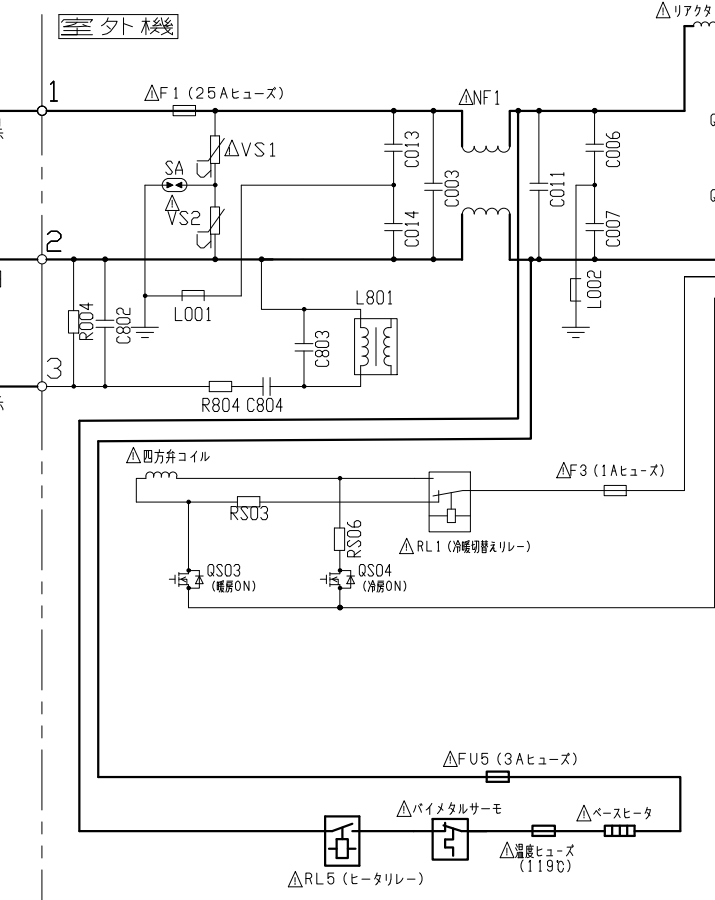 室外機
⚠リアクタ
1
⚠F1(25Aヒューズ)
⚠NF1
⚠VS1
SA
⚠
VS2
C013
C014
C003
C011
C006
C007
2
R004
C802
L001
L801
C803
L002
3
R804 C804
⚠四方弁コイル
⚠F3(1Aヒューズ)
RS03
RS06
⚠RL1(冷暖切替えリレー)
QS03
(暖房ON)
QS04
(冷房ON)
⚠FU5(3Aヒューズ)
⚠バイメタルサーモ
⚠ベースヒータ
⚠温度ヒューズ
(119℃)
⚠RL5(ヒータリレー)